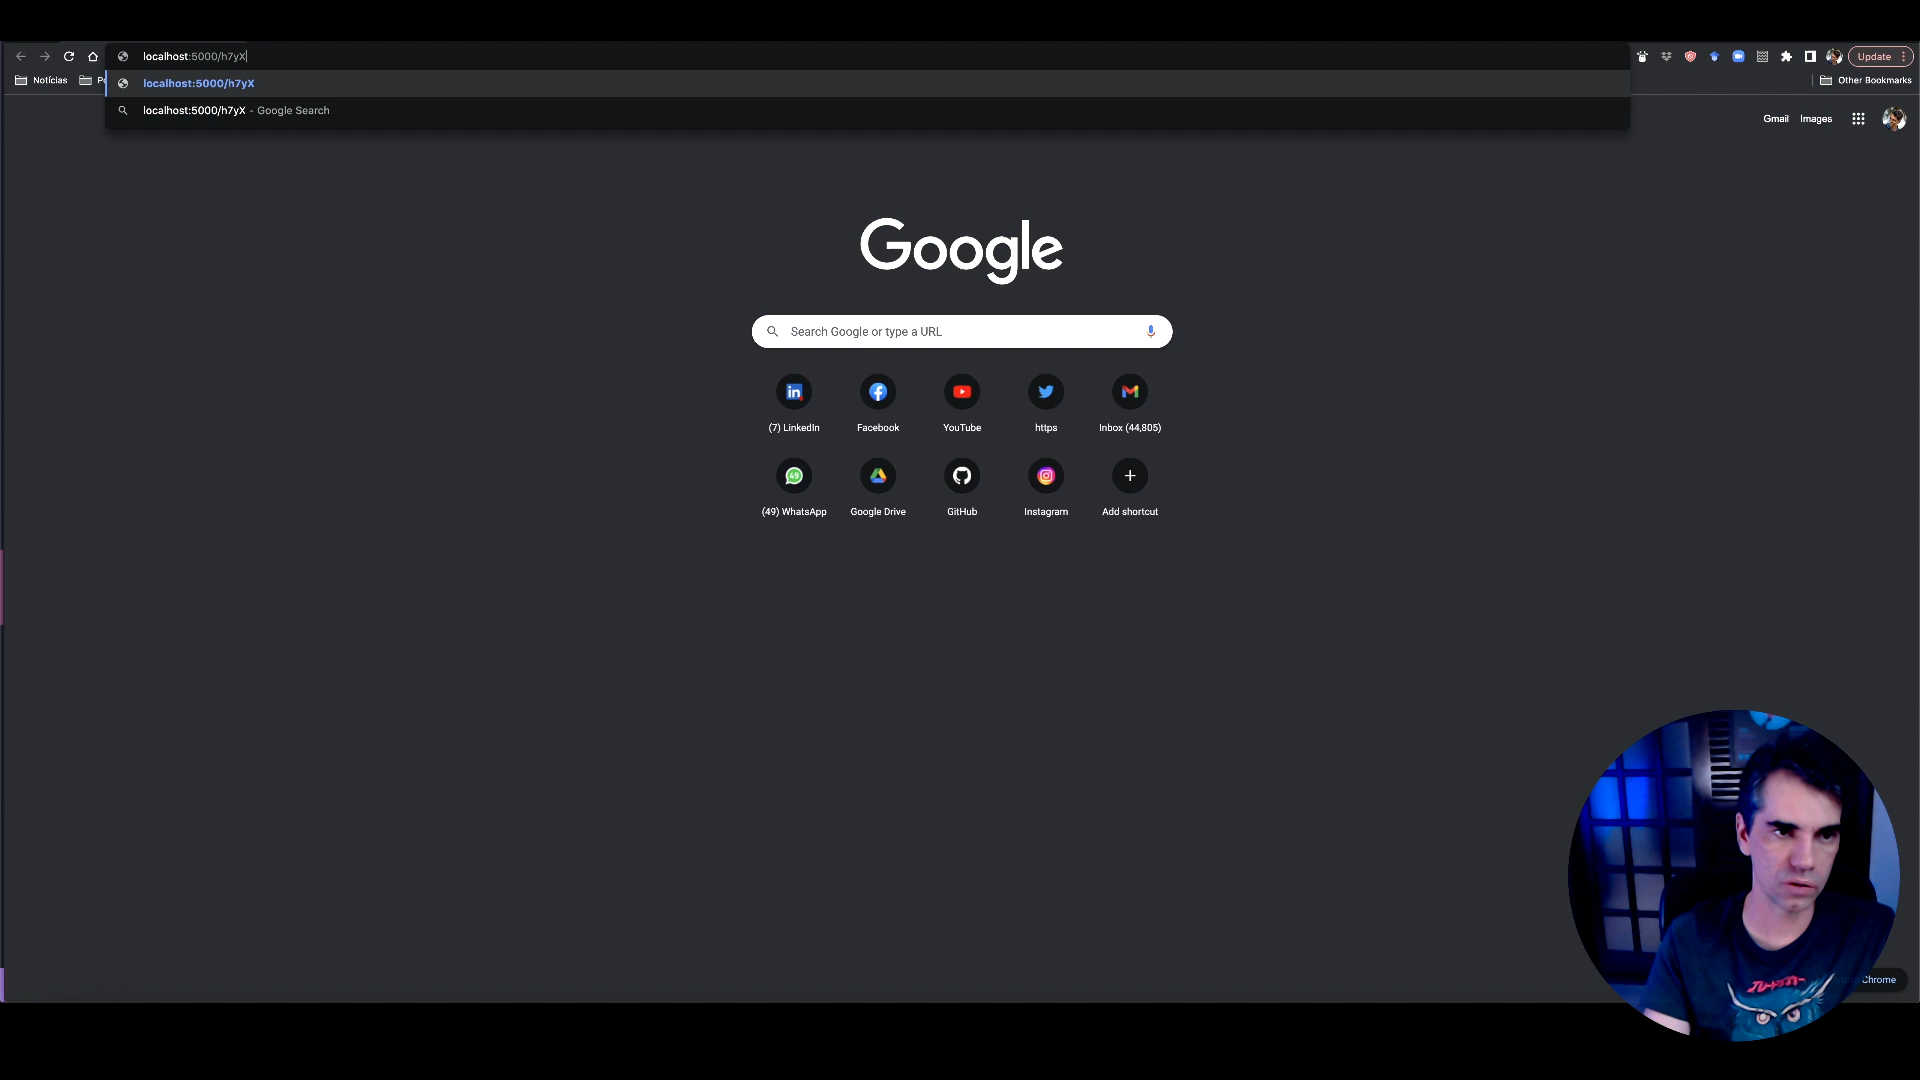 localhost:5000/h7yX
Update
Notícias
localhost:5000/h7yX
Other Bookmarks
localhost:5000/h7yX - Google Search
Gmail
Images
Google
Search Google or type a URL
(7) LinkedIn
Facebook
YouTube
https
Inbox (44,805)
49
(49) WhatsApp
Google Drive
GitHub
Instagram
Add shortcut
Chrome